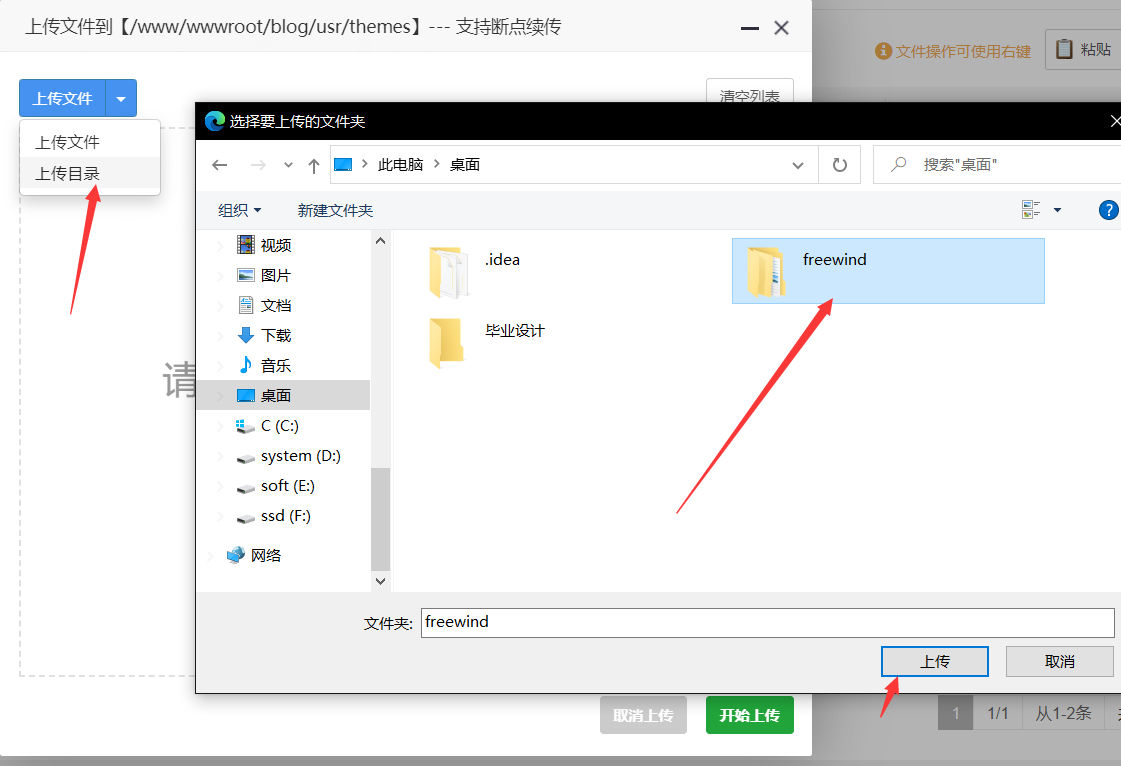 上传文件到【/www/wwwroot/blog/usr/themes】--- 支持断点续传
文件操作可使用右键
粘贴
上传文件
清空列表
上传文件
上传目录
请
选择要上传的文件夹
此电脑
桌面
搜索"桌面"
组织
新建文件夹
?
视频
图片
文档
下载
音乐
桌面
C (C:)
system (D:)
soft (E:)
ssd (F:)
网络
.idea
freewind
毕业设计
文件夹:
freewind
上传
取消
取消上传
开始上传
1
1/1
从1-2条